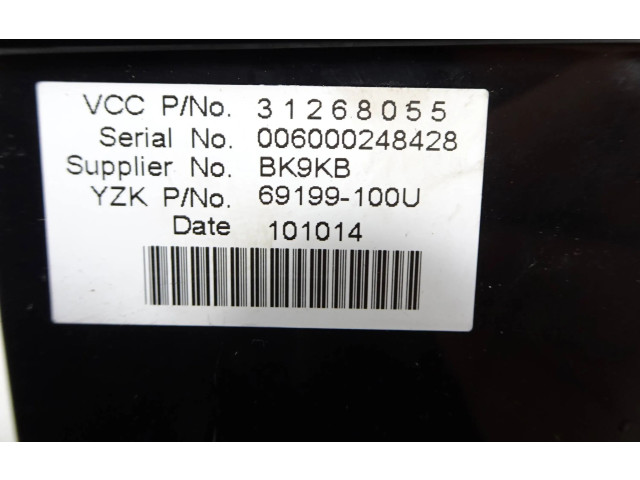 VCC P/No. 31268055
Serial No. 006000248428
Supplier No. BK9KB
YZK P/No. 69199-100U
Date 101014